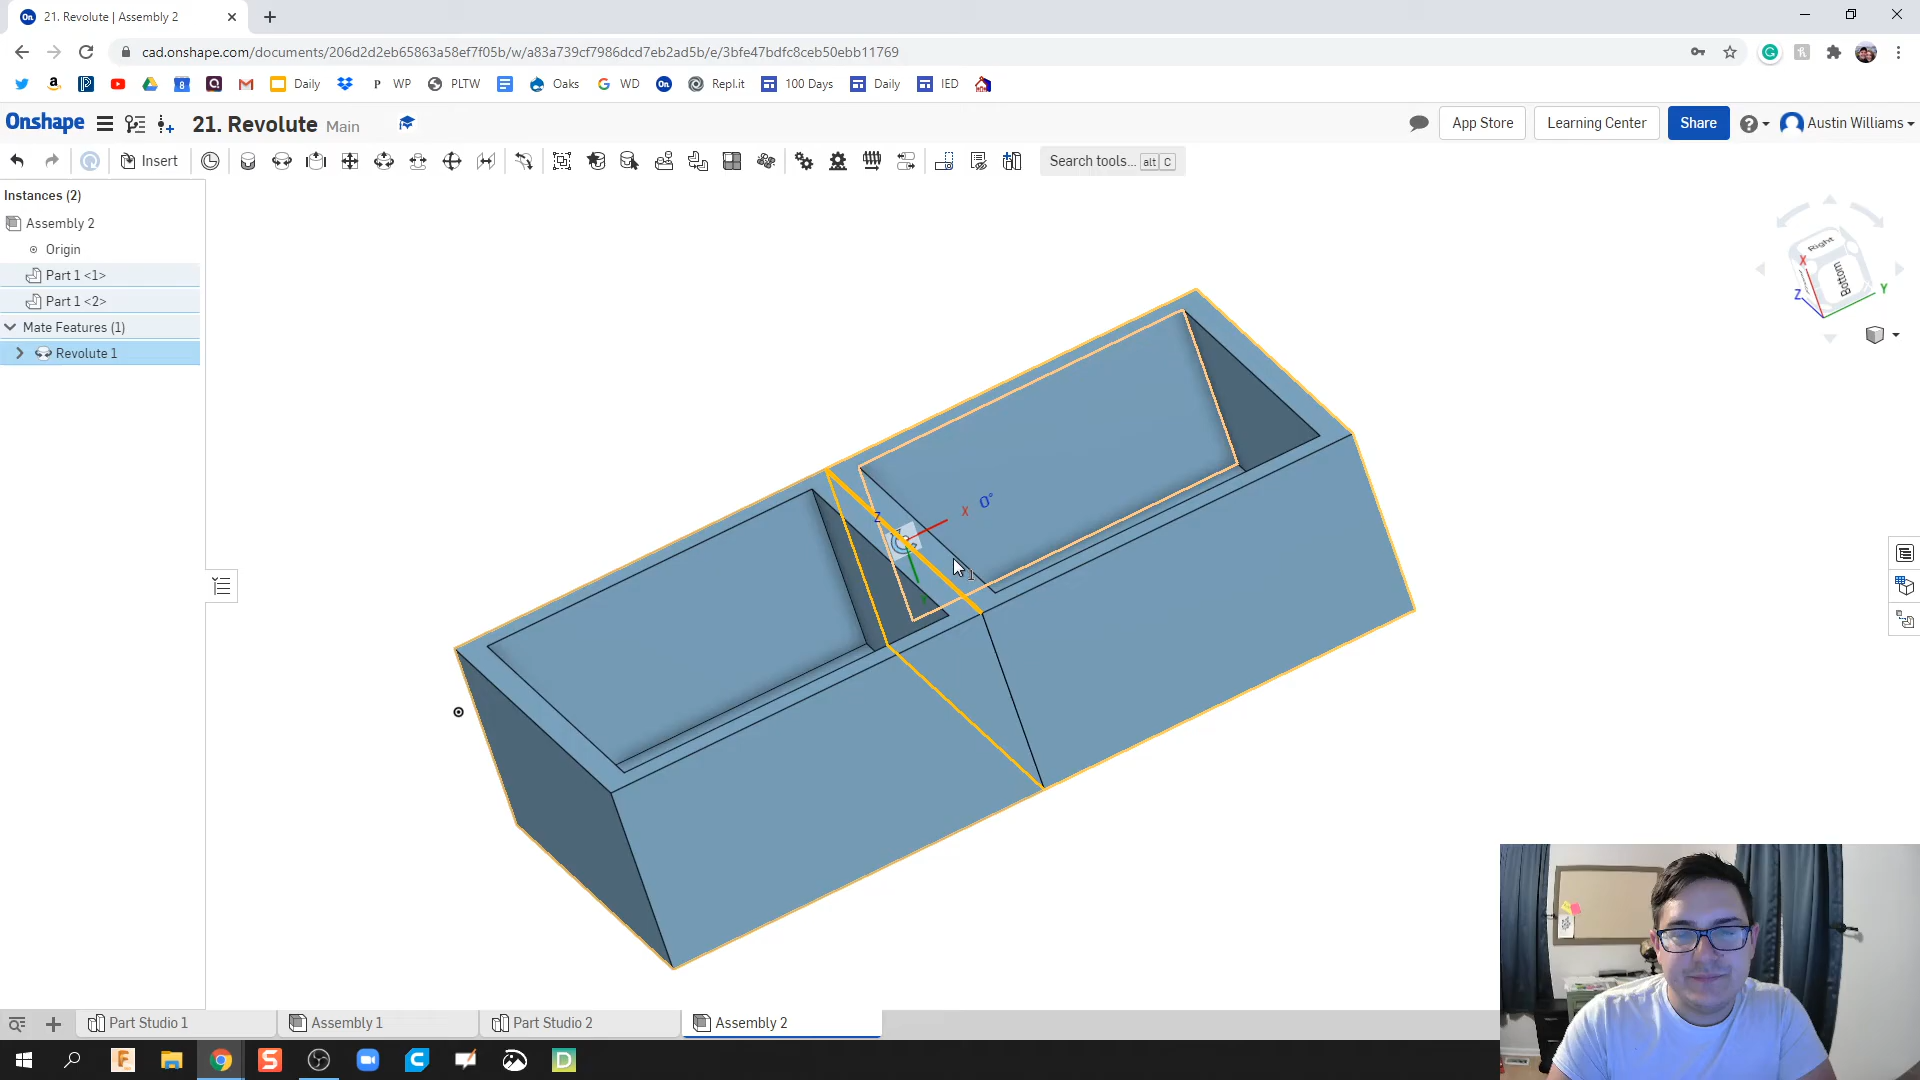 21. Revolute | Assembly 2
cad.onshape.com/documents/206d2d2eb65863a58ef7f05b/w/a83a739cf7986dcd7eb2ad5b/e/3bfe47bdfc8ceb50ebb11769
Daily P WP PLTW Oaks WD Repl.it 100 Days Daily IED
Onshape 21. Revolute Main App Store Learning Center Share Austin Williams
Insert Search tools... alt C
Instances (2)
Assembly 2
Origin
Part 1 <1>
Part 1 <2>
Mate Features (1)
Revolute 1
Right
Bottom
X
Y
Z
X 0°
Z
1
Part Studio 1 Assembly 1 Part Studio 2 Assembly 2